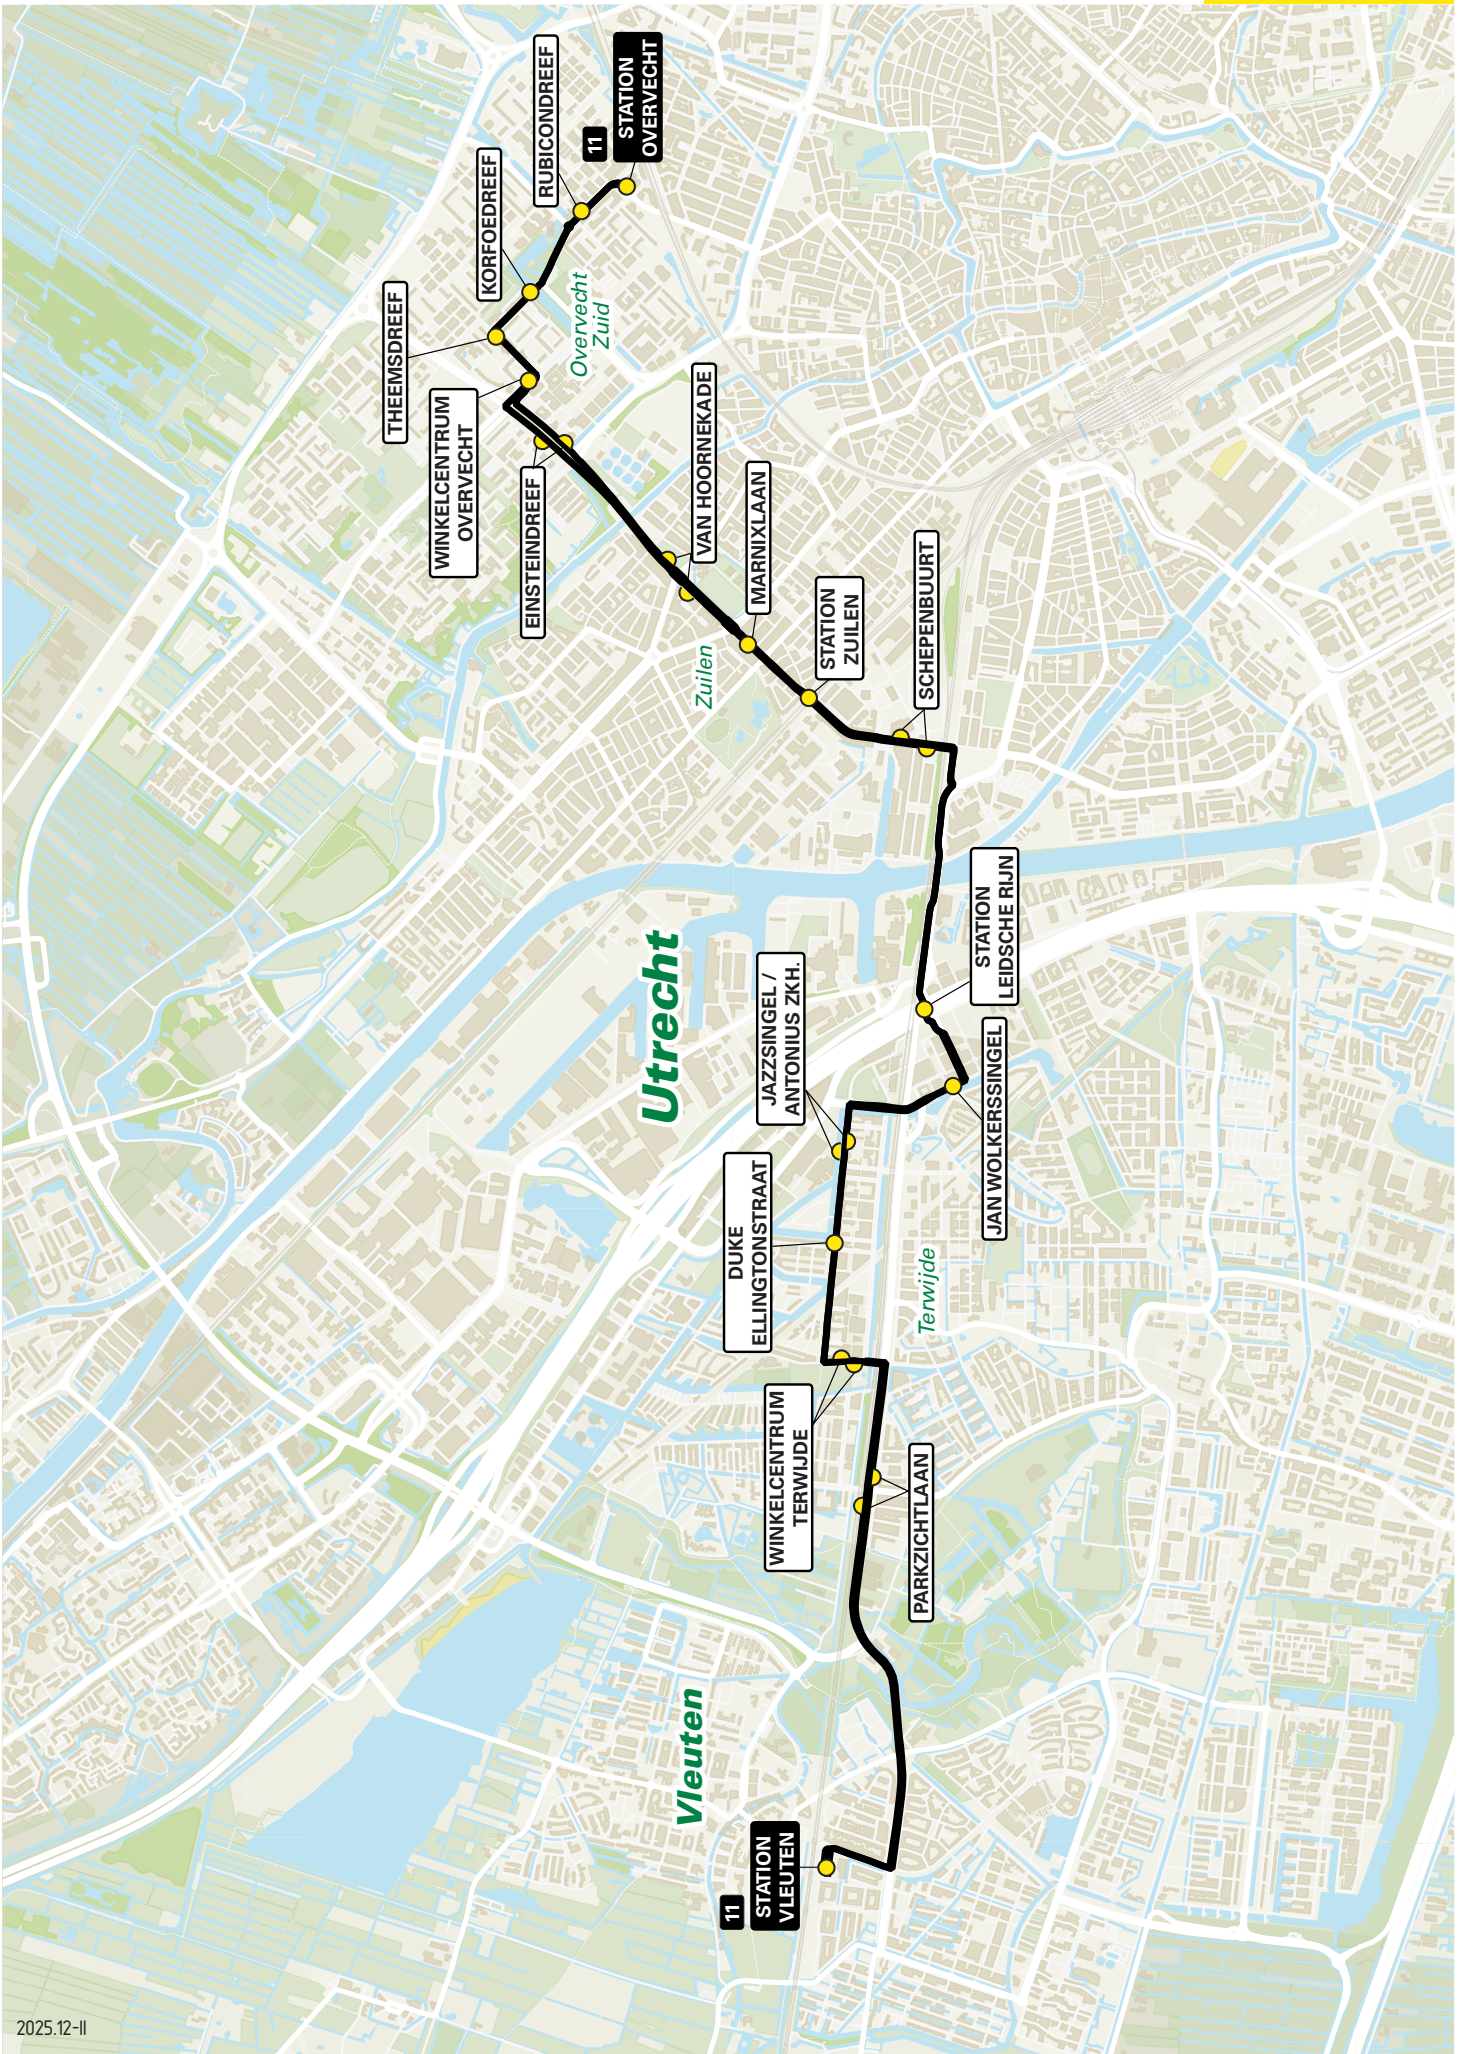 11
STATION
OVERVECHT
RUBICONDREEF
KORFOEDREEF
THEEMSDREEF
Overvecht
Zuid
WINKELCENTRUM
OVERVECHT
EINSTEINDREEF
VAN HOORNEKADE
MARNIXLAAN
Zuilen
STATION
ZUILEN
SCHEPENBUURT
STATION
LEIDSCHE RIJN
Utrecht
JAZZSINGEL /
ANTONIUS ZKH.
JAN WOLKERSSINGEL
DUKE
ELLINGTONSTRAAT
Terwijde
WINKELCENTRUM
TERWIJDE
PARKZICHTLAAN
Vleuten
11
STATION
VLEUTEN
2025.12-II